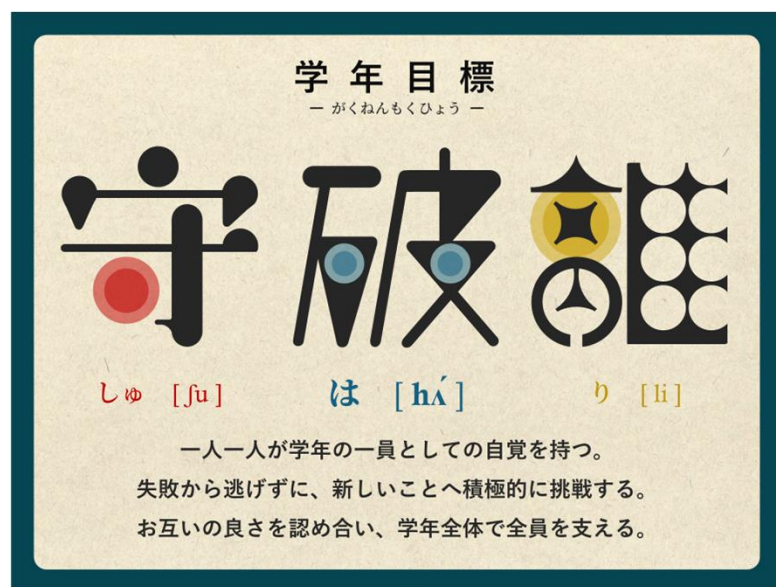 学年目標
ー がくねんもくひょう ー
守破離
しゅ [ʃu] は [hʌ́] り [li]
一人一人が学年の一員としての自覚を持つ。
失敗から逃げずに、新しいことへ積極的に挑戦する。
お互いの良さを認め合い、学年全体で全員を支える。